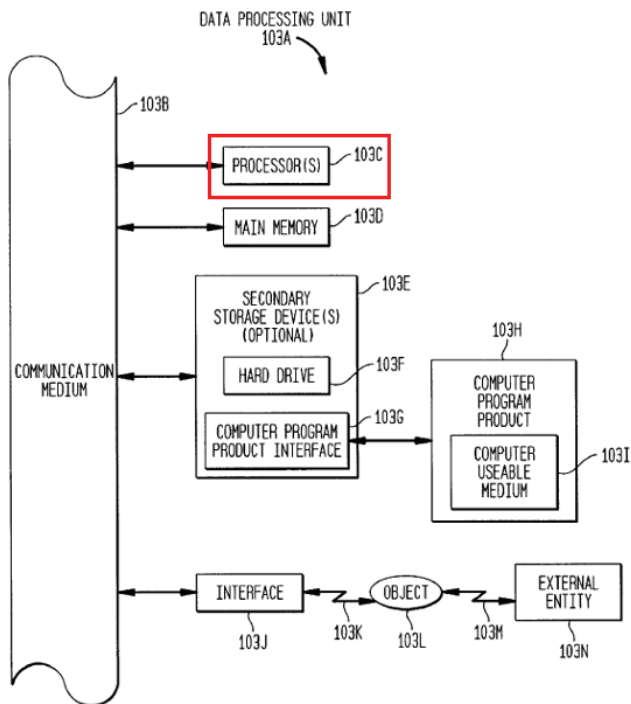 DATA PROCESSING UNIT
103A
103B
PROCESSOR(S)
103C
MAIN MEMORY
103D
103E
SECONDARY
STORAGE DEVICE(S)
(OPTIONAL)
HARD DRIVE
103F
103G
COMPUTER PROGRAM
PRODUCT INTERFACE
COMMUNICATION
MEDIUM
103H
COMPUTER
PROGRAM
PRODUCT
COMPUTER
USEABLE
MEDIUM
103I
INTERFACE
103J
103K
OBJECT
103L
103M
EXTERNAL
ENTITY
103N